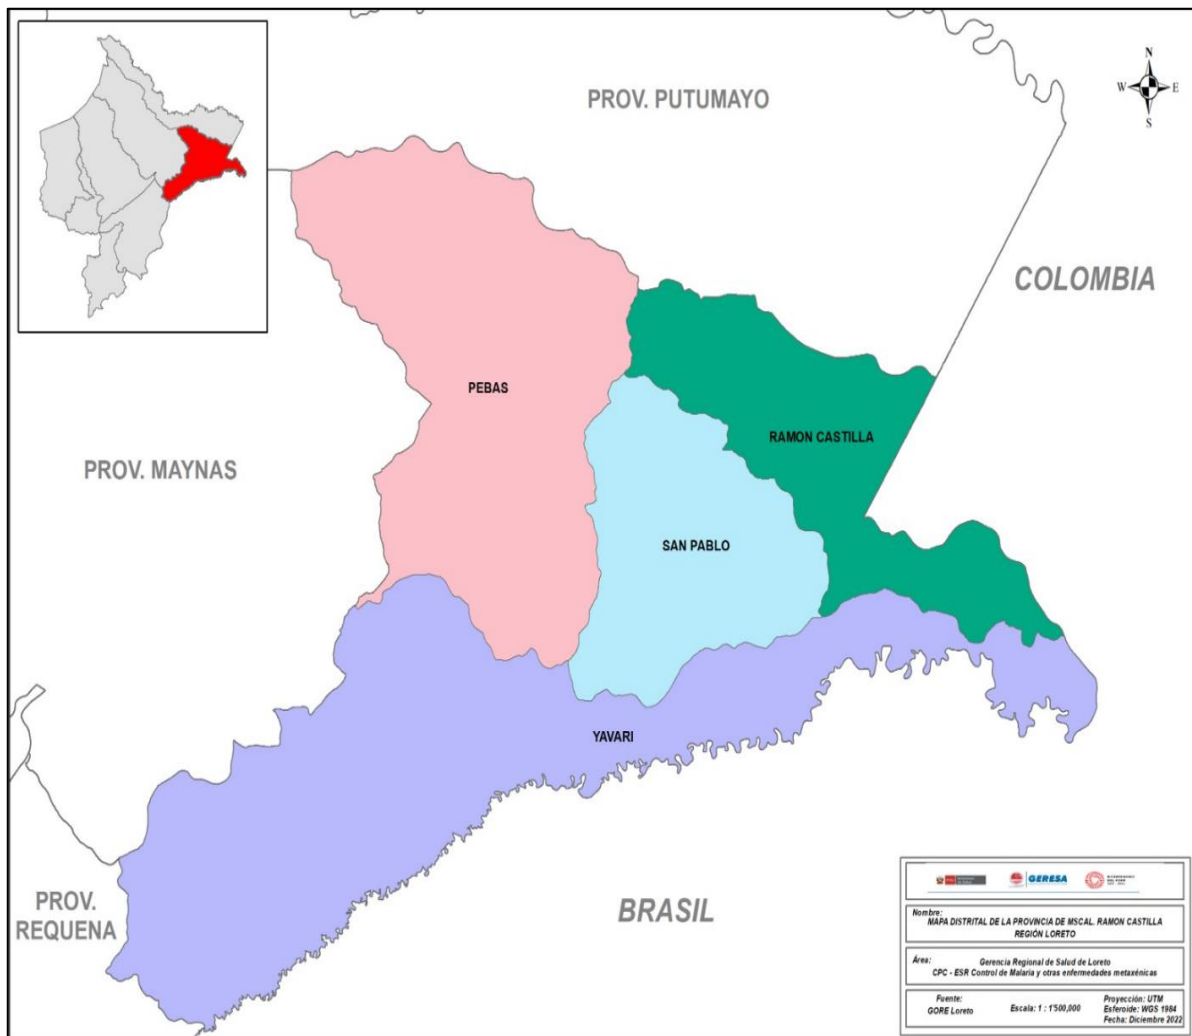 PROV. PUTUMAYO
N
W E
S
COLOMBIA
PEBAS
RAMON CASTILLA
PROV. MAYNAS
SAN PABLO
YAVARI
PROV.
REQUENA
BRASIL
GERESA
Nombre:
MAPA DISTRITAL DE LA PROVINCIA DE MSCAL. RAMON CASTILLA
REGIÓN LORETO
Área:
Gerencia Regional de Salud de Loreto
CPC - ESR Control de Malaria y otras enfermedades metaxénicas
Fuente:
GORE Loreto
Escala: 1 : 1'500,000
Proyección: UTM
Esferoide: WGS 1984
Fecha: Diciembre 2022